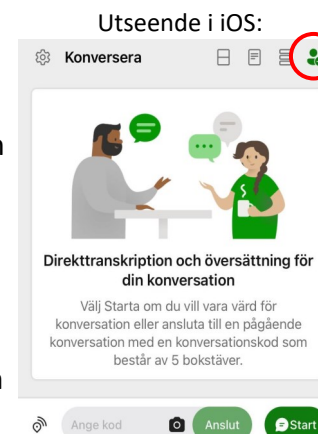 Utseende i iOS:
Konversera
Direkttranskription och översättning för
din konversation
Välj Starta om du vill vara värd för
konversation eller ansluta till en pågående
konversation med en konversationskod som
består av 5 bokstäver.
Ange kod
Anslut
Start